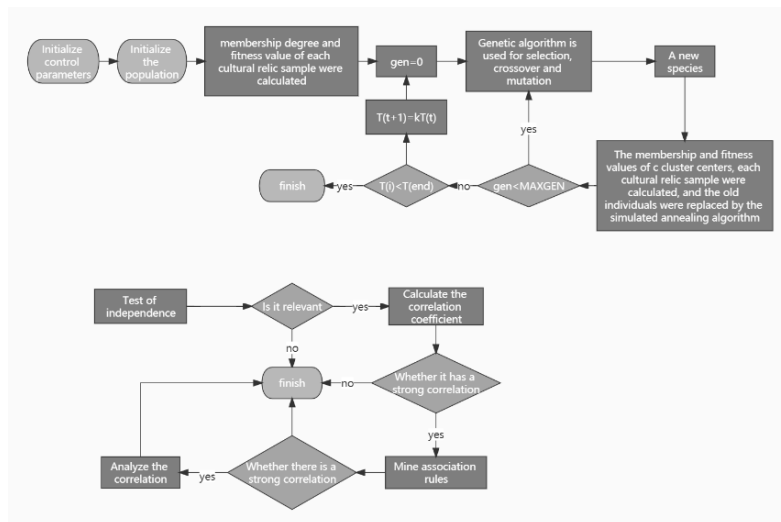 Initialize
control
parameters
Initialize
the
population
membership degree and
fitness value of each
cultural relic sample were
calculated
gen=0
Genetic algorithm is
used for selection,
crossover and
mutation
A new
species
T(t+1)=kT(t)
yes
The membership and fitness
values of c cluster centers, each
cultural relic sample were
calculated, and the old
individuals were replaced by the
simulated annealing algorithm
finish
yes
T(i)<T(end)
no
gen<MAXGEN
Test of
independence
Is it relevant
yes
Calculate the
correlation
coefficient
no
finish
no
Whether it has a
strong correlation
yes
Analyze the
correlation
yes
Whether there is a
strong correlation
Mine association
rules